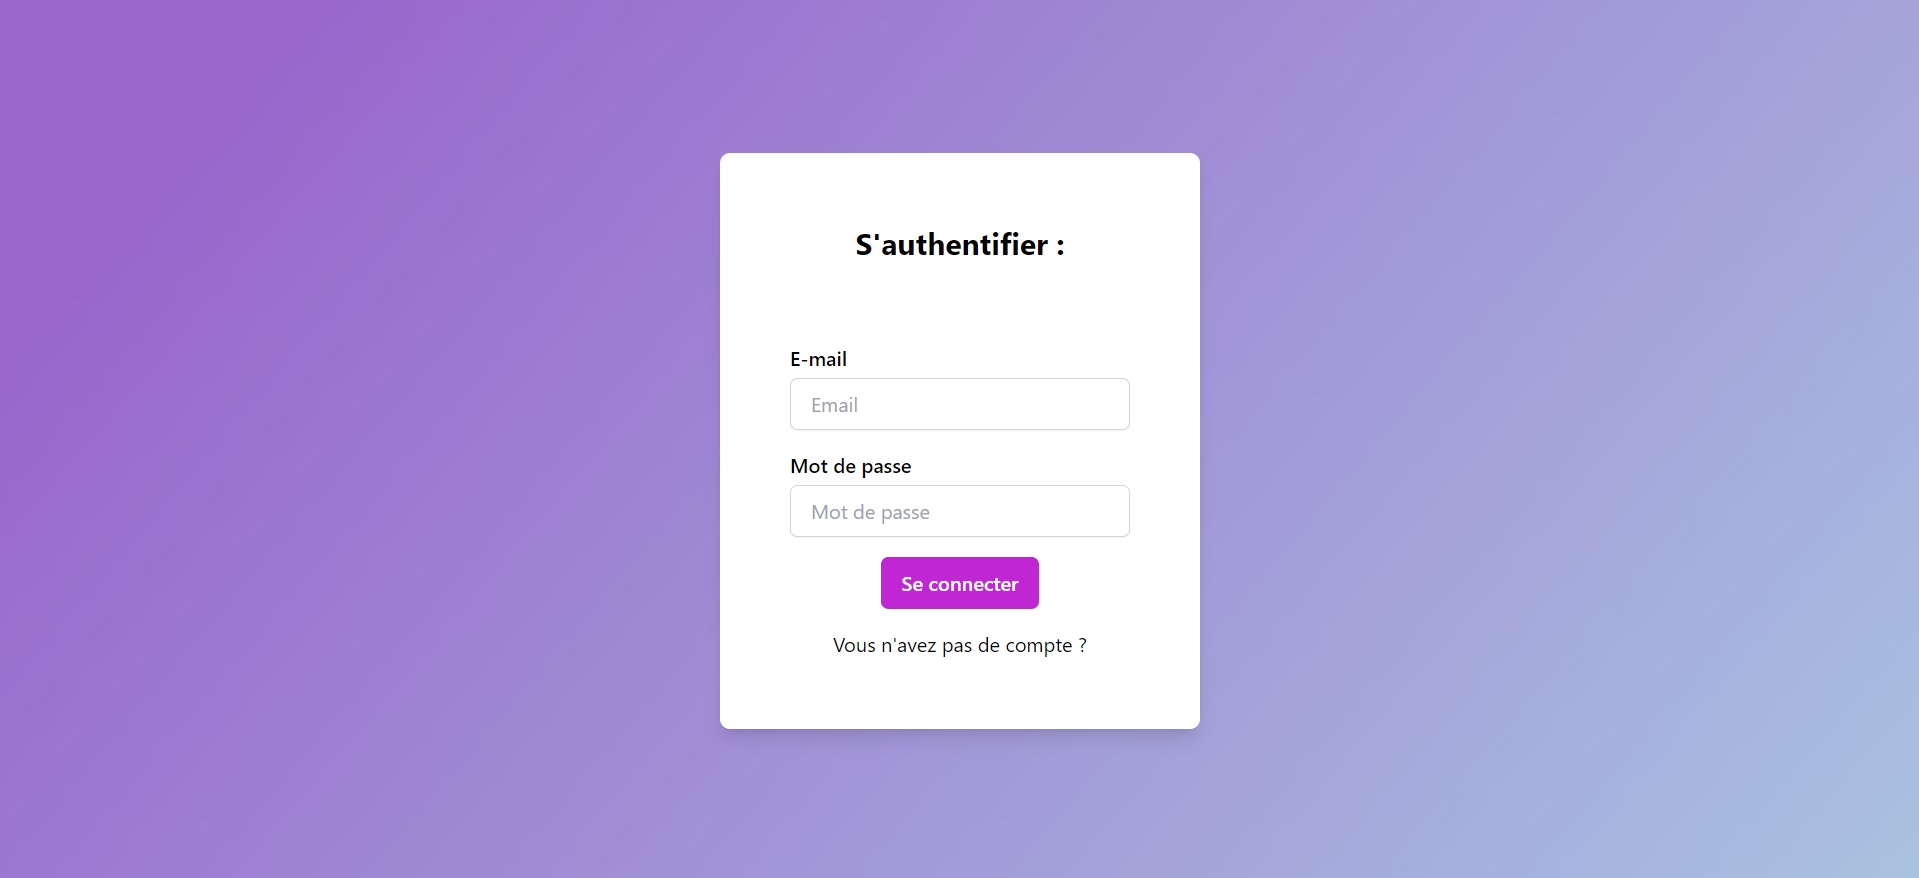 S'authentifier :
E-mail
Email
Mot de passe
Mot de passe
Se connecter
Vous n'avez pas de compte ?